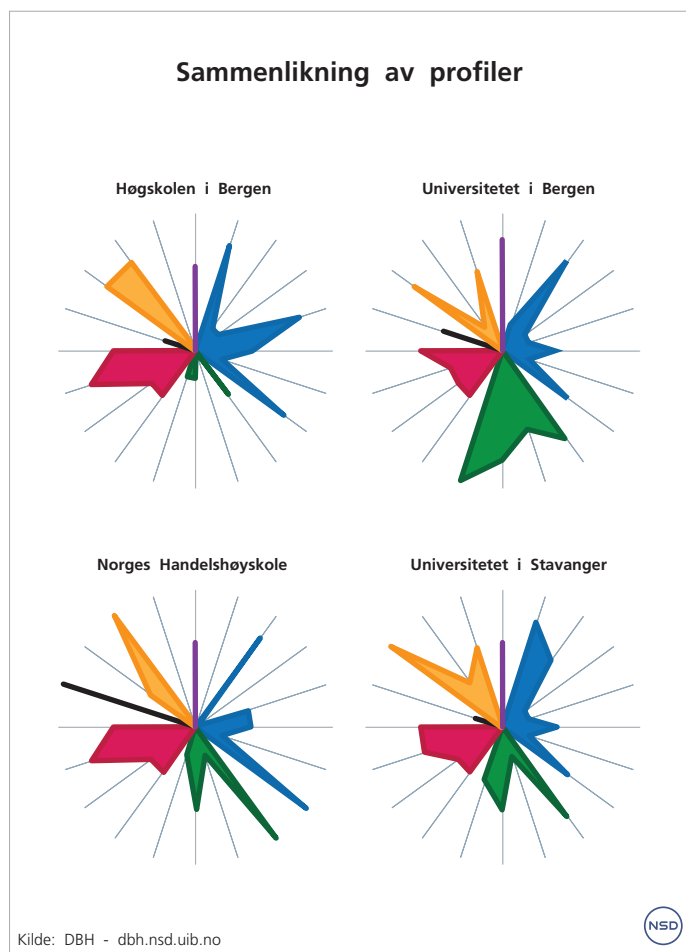 Sammenlikning av profiler
Høgskolen i Bergen
Universitetet i Bergen
Norges Handelshøyskole
Universitetet i Stavanger
Kilde: DBH - dbh.nsd.uib.no
NSD